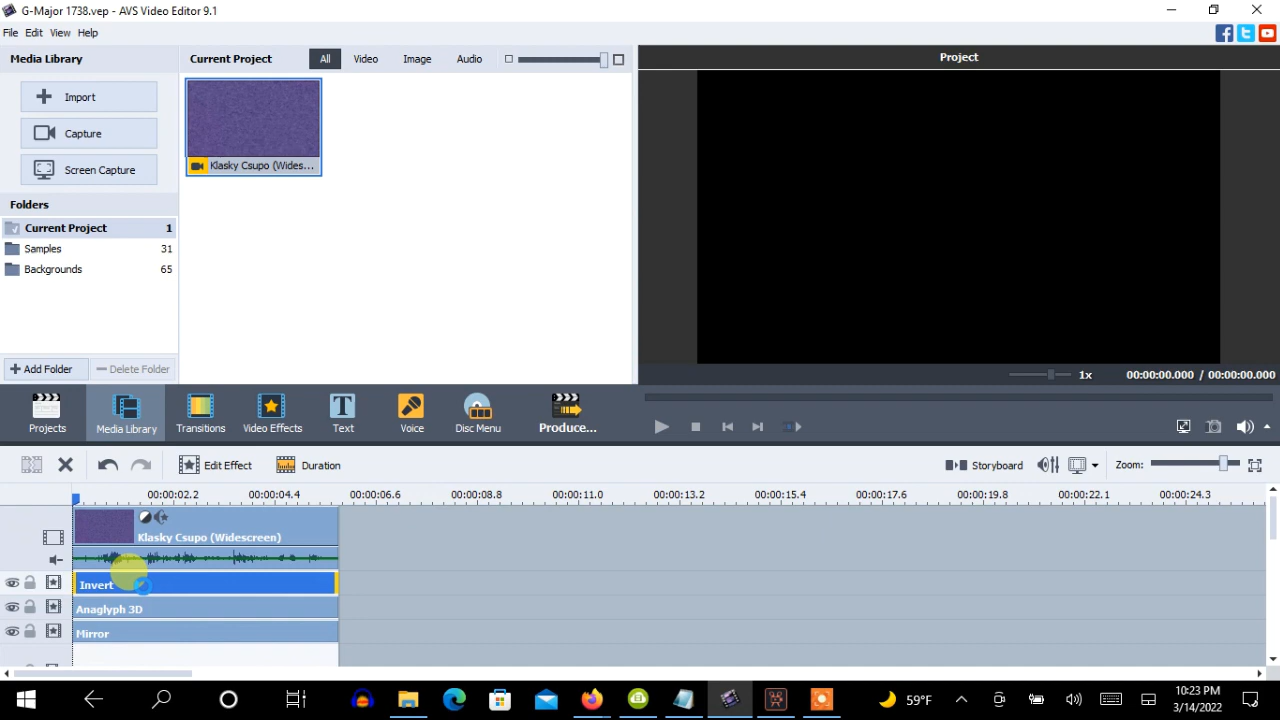 G-Major 1738.vep - AVS Video Editor 9.1
File Edit View Help
Media Library
Import
Capture
Screen Capture
Folders
Current Project 1
Samples 31
Backgrounds 65
Add Folder
Delete Folder
Current Project
All Video Image Audio
Klasky Csupo (Wides...
Project
1x 00:00:00.000 / 00:00:00.000
Projects
Media Library
Transitions
Video Effects
Text
Voice
Disc Menu
Produce...
Edit Effect
Duration
Storyboard
Zoom:
00:00:02.2 00:00:04.4 00:00:06.6 00:00:08.8 00:00:11.0 00:00:13.2 00:00:15.4 00:00:17.6 00:00:19.8 00:00:22.1 00:00:24.3
Klasky Csupo (Widescreen)
Invert
Anaglyph 3D
Mirror
59°F
10:23 PM
3/14/2022